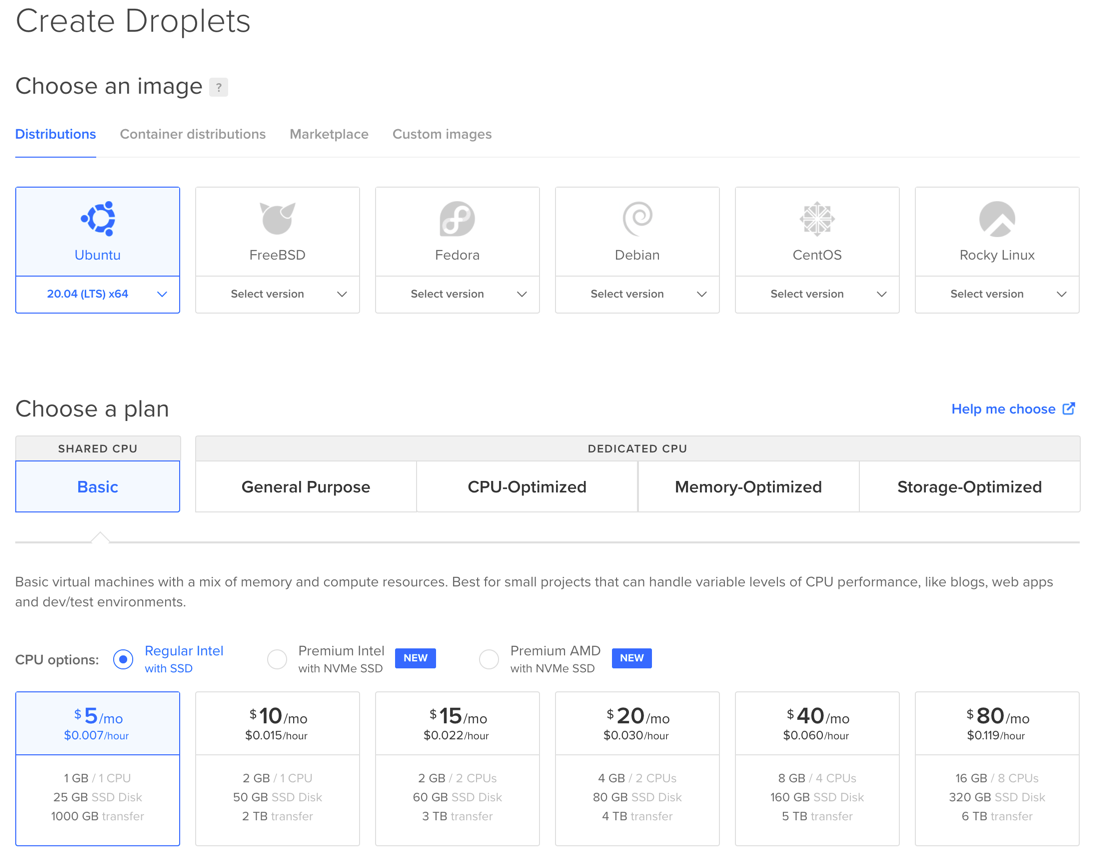 Create Droplets
Choose an image ?
Distributions Container distributions Marketplace Custom images
Ubuntu FreeBSD Fedora Debian CentOS Rocky Linux
20.04 (LTS) x64 Select version Select version Select version Select version Select version
Choose a plan Help me choose
SHARED CPU DEDICATED CPU
Basic General Purpose CPU-Optimized Memory-Optimized Storage-Optimized
Basic virtual machines with a mix of memory and compute resources. Best for small projects that can handle variable levels of CPU performance, like blogs, web apps
and dev/test environments.
CPU options: Regular Intel with SSD Premium Intel with NVMe SSD NEW Premium AMD with NVMe SSD NEW
$5/mo $10/mo $15/mo $20/mo $40/mo $80/mo
$0.007/hour $0.015/hour $0.022/hour $0.030/hour $0.060/hour $0.119/hour
1 GB / 1 CPU 2 GB / 1 CPU 2 GB / 2 CPUs 4 GB / 2 CPUs 8 GB / 4 CPUs 16 GB / 8 CPUs
25 GB SSD Disk 50 GB SSD Disk 60 GB SSD Disk 80 GB SSD Disk 160 GB SSD Disk 320 GB SSD Disk
1000 GB transfer 2 TB transfer 3 TB transfer 4 TB transfer 5 TB transfer 6 TB transfer